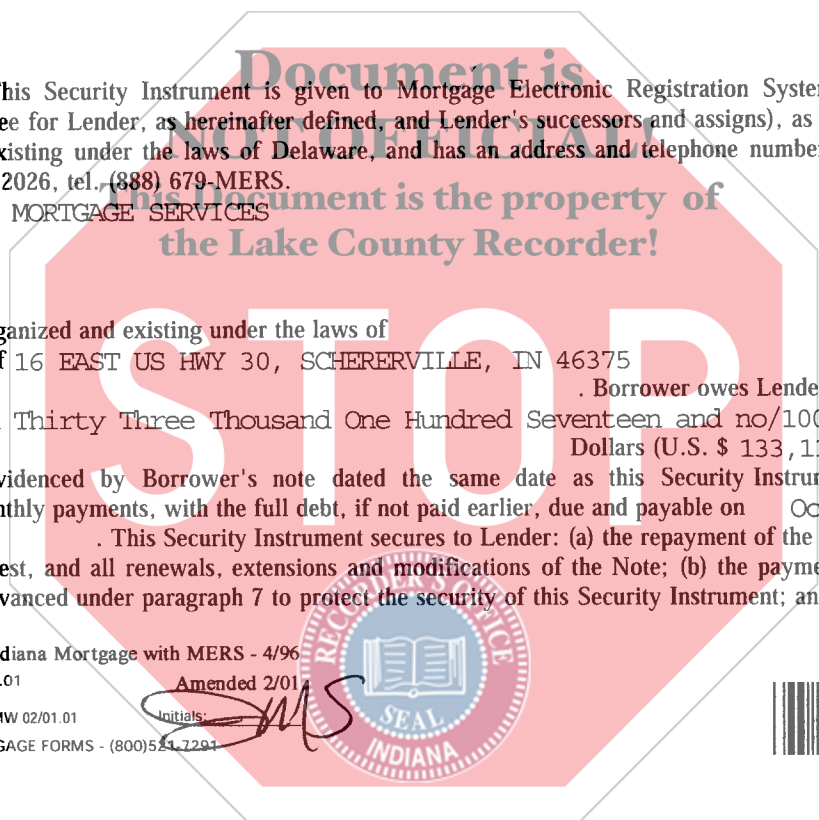 Document is
his Security Instrument is given to Mortgage Electronic Registration System
ee for Lender, as hereinafter defined, and Lender's successors and assigns), as
NOT OFFICIAL!
xisting under the laws of Delaware, and has an address and telephone numbe
2026, tel. (888) 679-MERS.
This Document is the property of
MORTGAGE SERVICES
the Lake County Recorder!
ganized and existing under the laws of
f 16 EAST US HWY 30, SCHERERVILLE, IN 46375
. Borrower owes Lende
Thirty Three Thousand One Hundred Seventeen and no/100
Dollars (U.S. $ 133,11
STOP
videnced by Borrower's note dated the same date as this Security Instrum
nthly payments, with the full debt, if not paid earlier, due and payable on Oc
. This Security Instrument secures to Lender: (a) the repayment of the
est, and all renewals, extensions and modifications of the Note; (b) the payme
vanced under paragraph 7 to protect the security of this Security Instrument; an
RECORDER'S OFFICE
SEAL
INDIANA
diana Mortgage with MERS - 4/96
.01 Amended 2/01
MW 02/01.01 Initials: JMS
GAGE FORMS - (800)521-7291